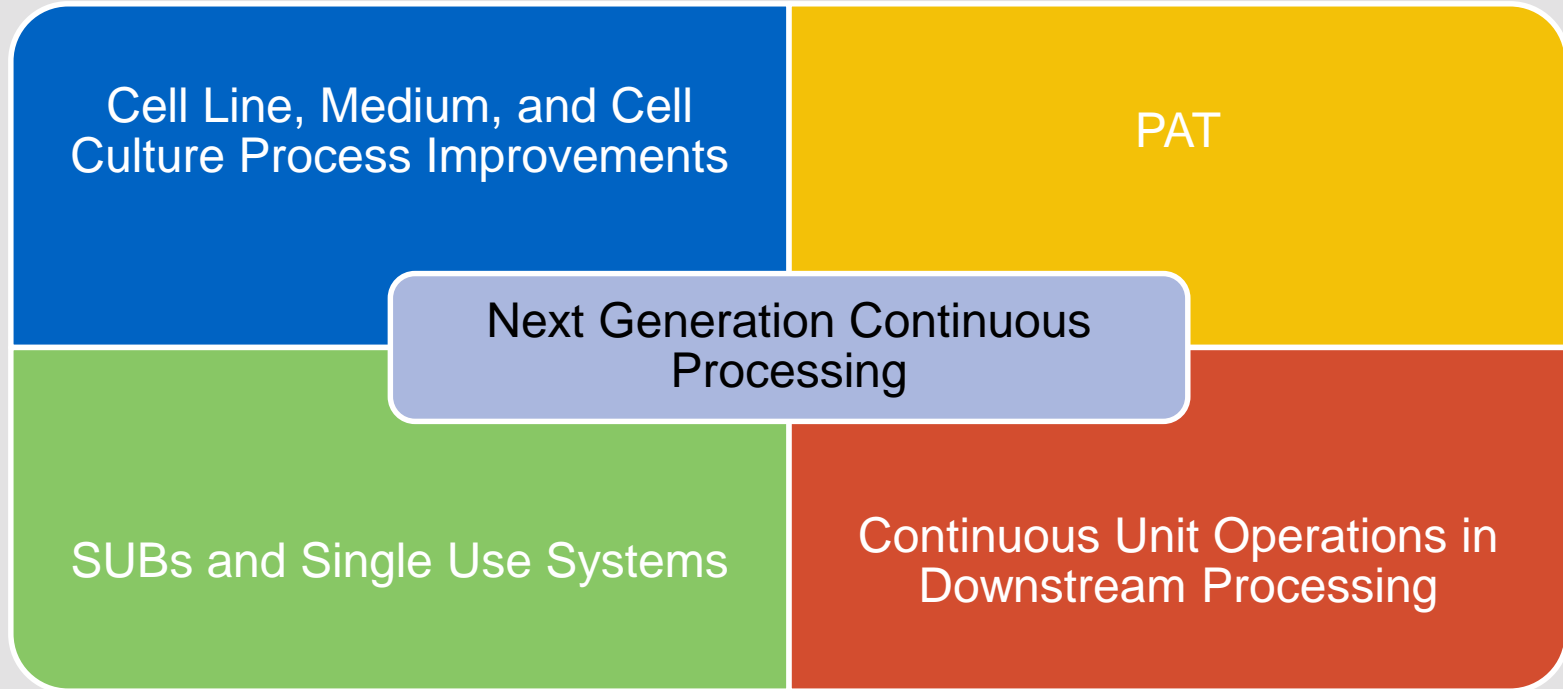 Cell Line, Medium, and Cell
Culture Process Improvements
PAT
Next Generation Continuous
Processing
SUBs and Single Use Systems
Continuous Unit Operations in
Downstream Processing